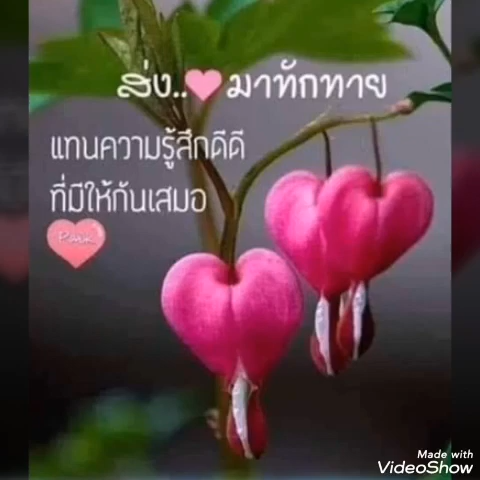 ส่ง..🩷มาทักทาย
แทนความรู้สึกดีดี
ที่มีให้กันเสมอ
Park
Made with
VideoShow